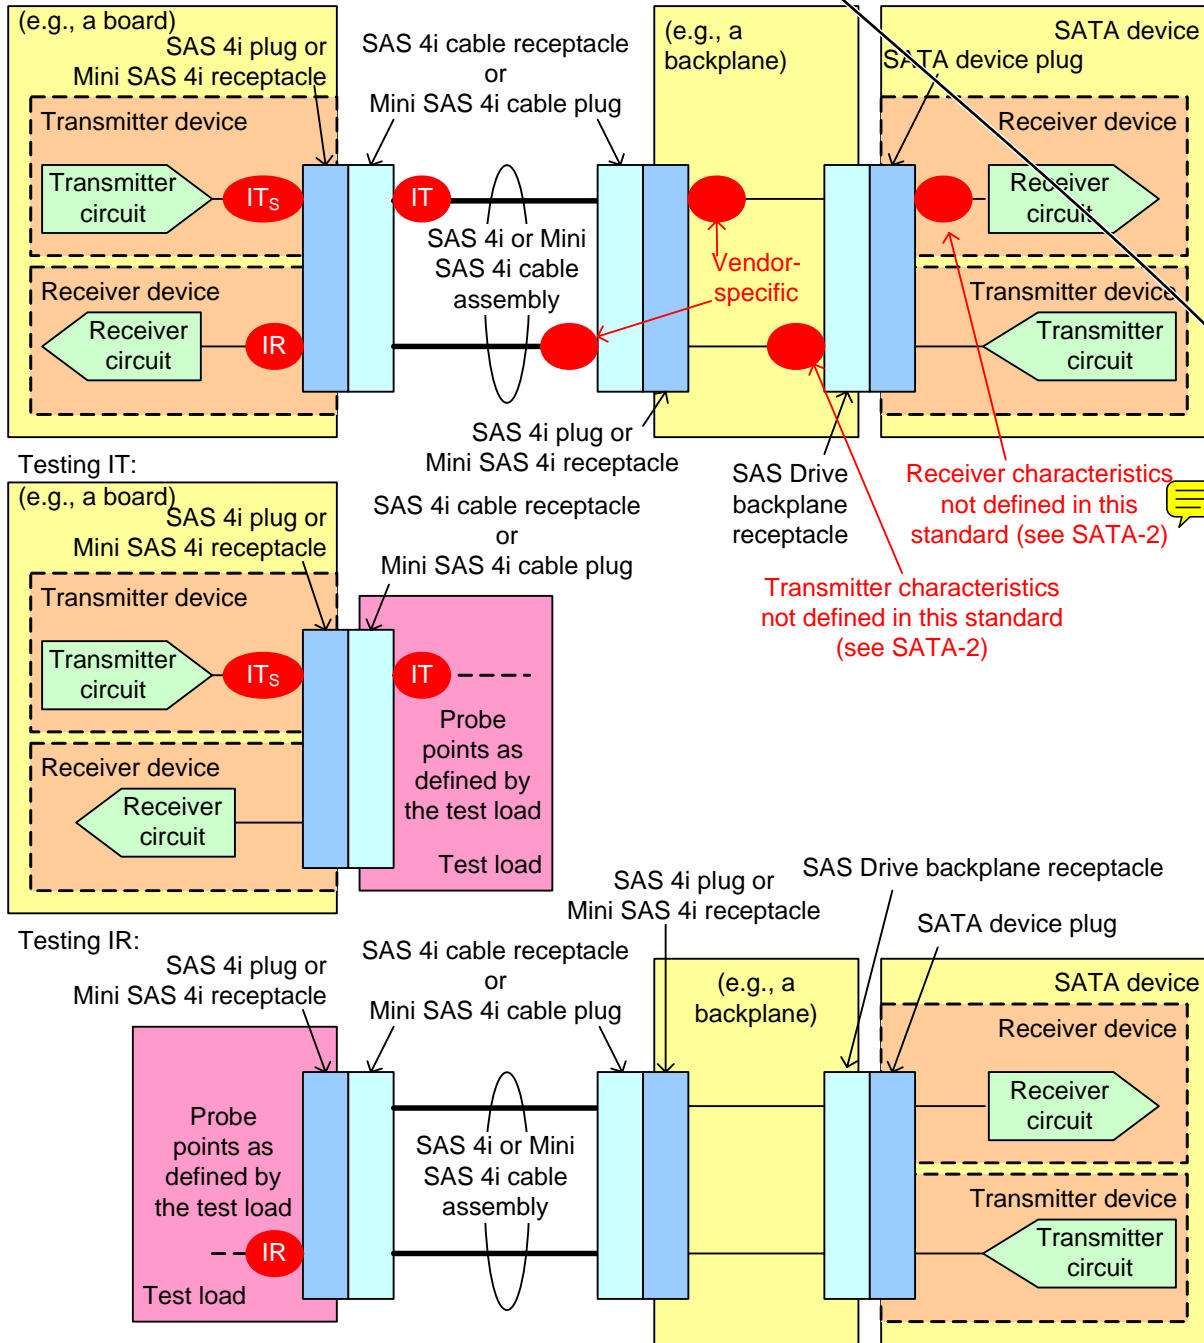 (e.g., a board)
SAS 4i plug or
Mini SAS 4i receptacle
SAS 4i cable receptacle
or
Mini SAS 4i cable plug
(e.g., a
backplane)
SATA device
SATA device plug
Transmitter device
Transmitter
circuit
ITS
IT
Receiver device
Receiver
circuit
SAS 4i or Mini
SAS 4i cable
assembly
Vendor-
specific
Receiver device
Receiver
circuit
IR
Transmitter device
Transmitter
circuit
SAS 4i plug or
Mini SAS 4i receptacle
SAS Drive
backplane
receptacle
Receiver characteristics
not defined in this
standard (see SATA-2)
Transmitter characteristics
not defined in this standard
(see SATA-2)
Testing IT:
(e.g., a board)
SAS 4i plug or
Mini SAS 4i receptacle
SAS 4i cable receptacle
or
Mini SAS 4i cable plug
Transmitter device
Transmitter
circuit
ITS
IT
Probe
points as
defined by
the test load
Test load
Receiver device
Receiver
circuit
Testing IR:
SAS 4i plug or
Mini SAS 4i receptacle
SAS 4i cable receptacle
or
Mini SAS 4i cable plug
SAS 4i plug or
Mini SAS 4i receptacle
SAS Drive backplane receptacle
SATA device plug
(e.g., a
backplane)
SATA device
Receiver device
Receiver
circuit
Probe
points as
defined by
the test load
IR
Test load
SAS 4i or Mini
SAS 4i cable
assembly
Transmitter device
Transmitter
circuit